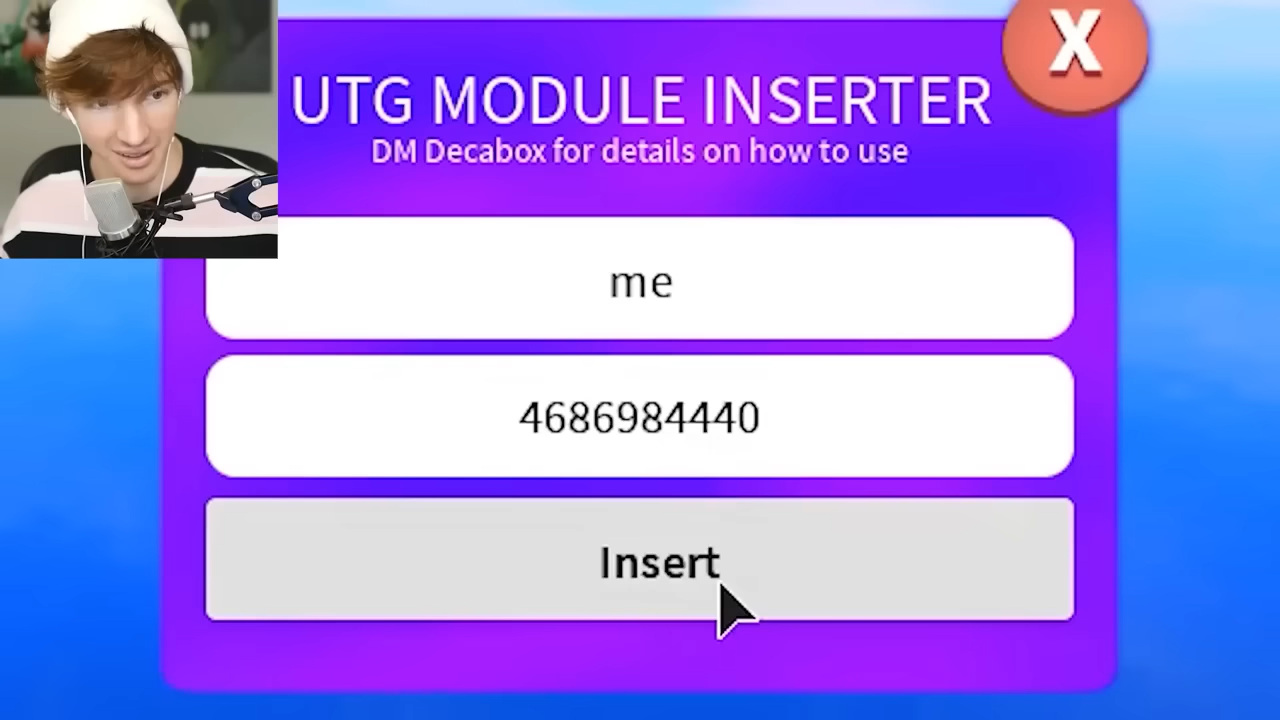 X
UTG MODULE INSERTER
DM Decabox for details on how to use
me
4686984440
Insert